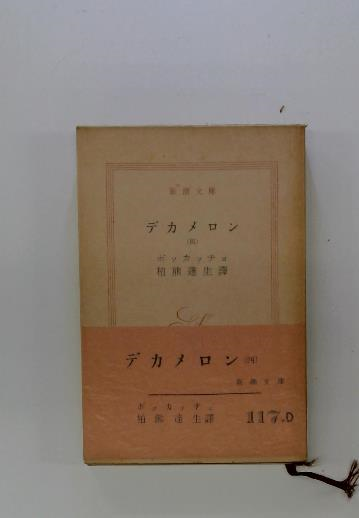 新潮文庫
デカメロン
(四)
ボッカッチョ
柏熊達生譯
デカメロン(四)
新潮文庫
ボッカッチョ
柏熊達生譯
117.D